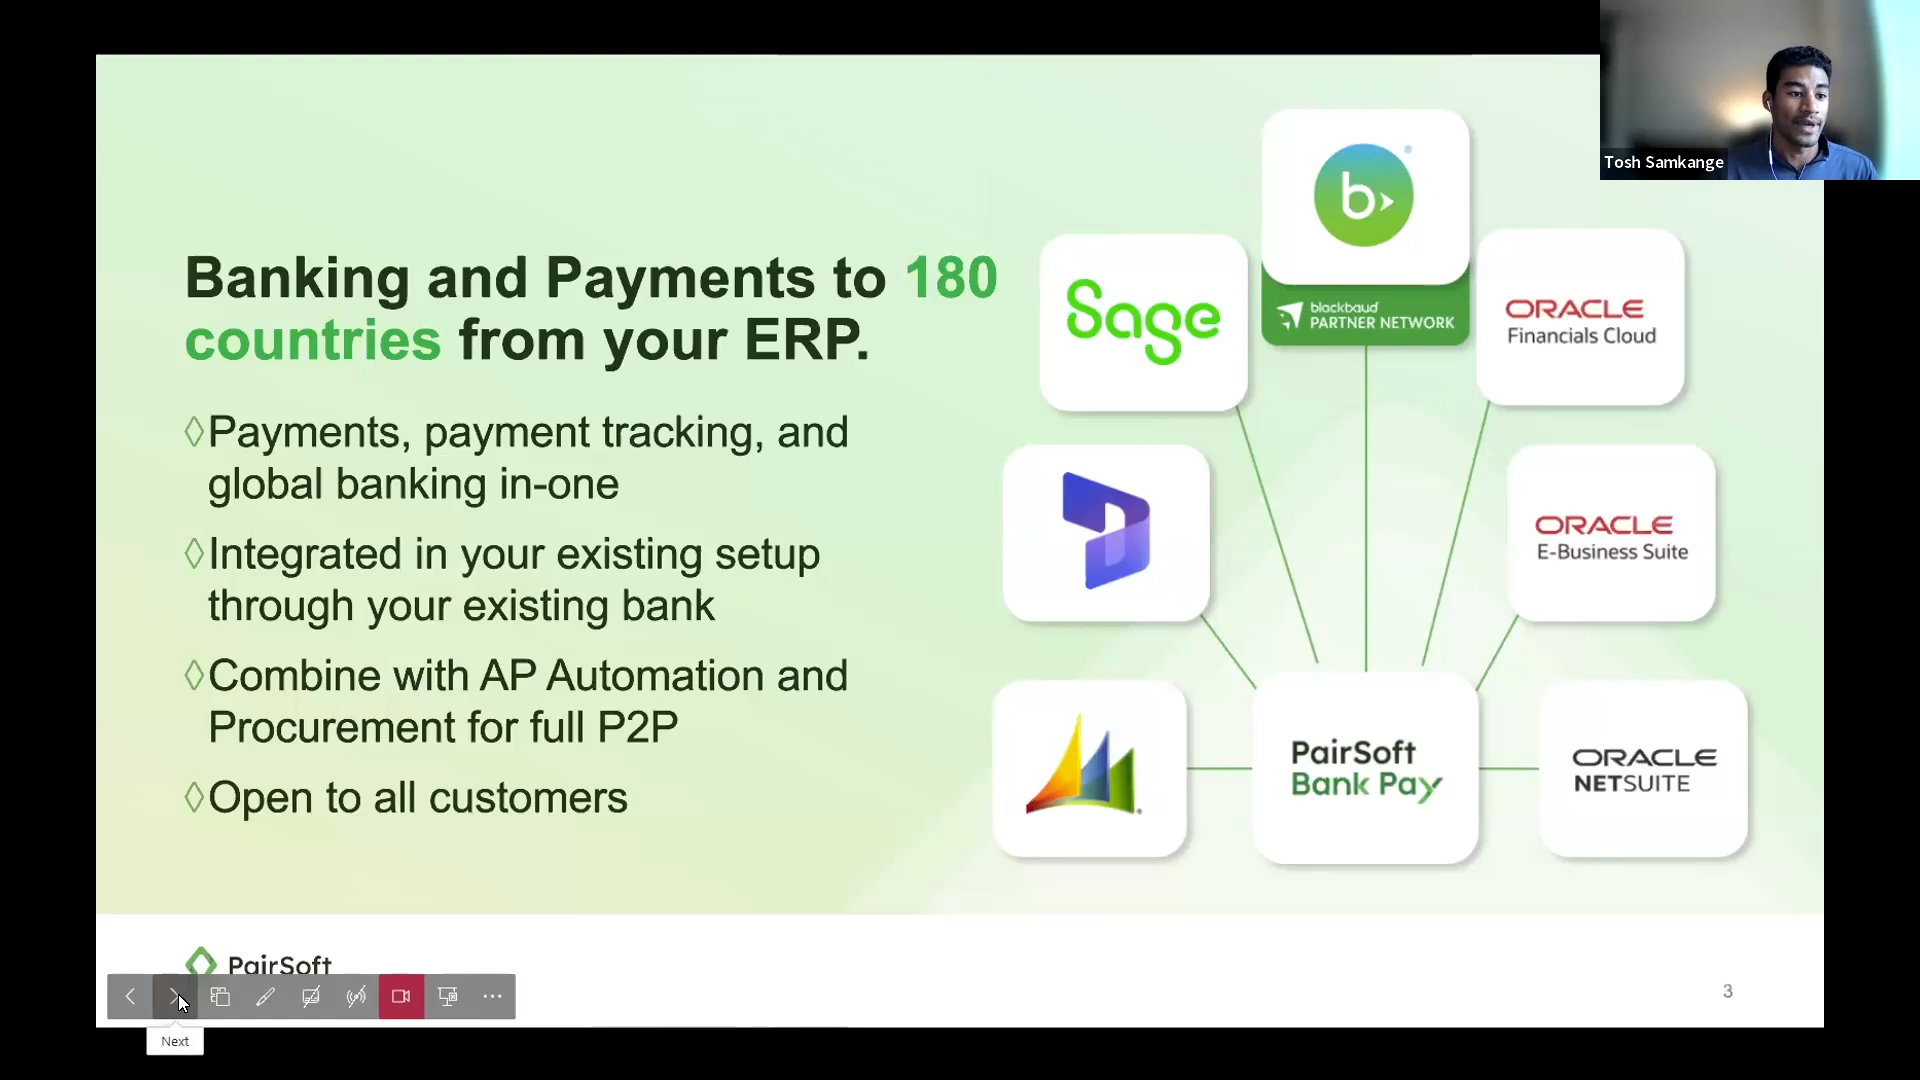 Tosh Samkange
Banking and Payments to 180
countries from your ERP.
◊Payments, payment tracking, and
global banking in-one
◊Integrated in your existing setup
through your existing bank
◊Combine with AP Automation and
Procurement for full P2P
◊Open to all customers
b
blackbaud
PARTNER NETWORK
Sage
ORACLE
Financials Cloud
ORACLE
E-Business Suite
PairSoft
Bank Pay
ORACLE
NETSUITE
PairSoft
3
Next